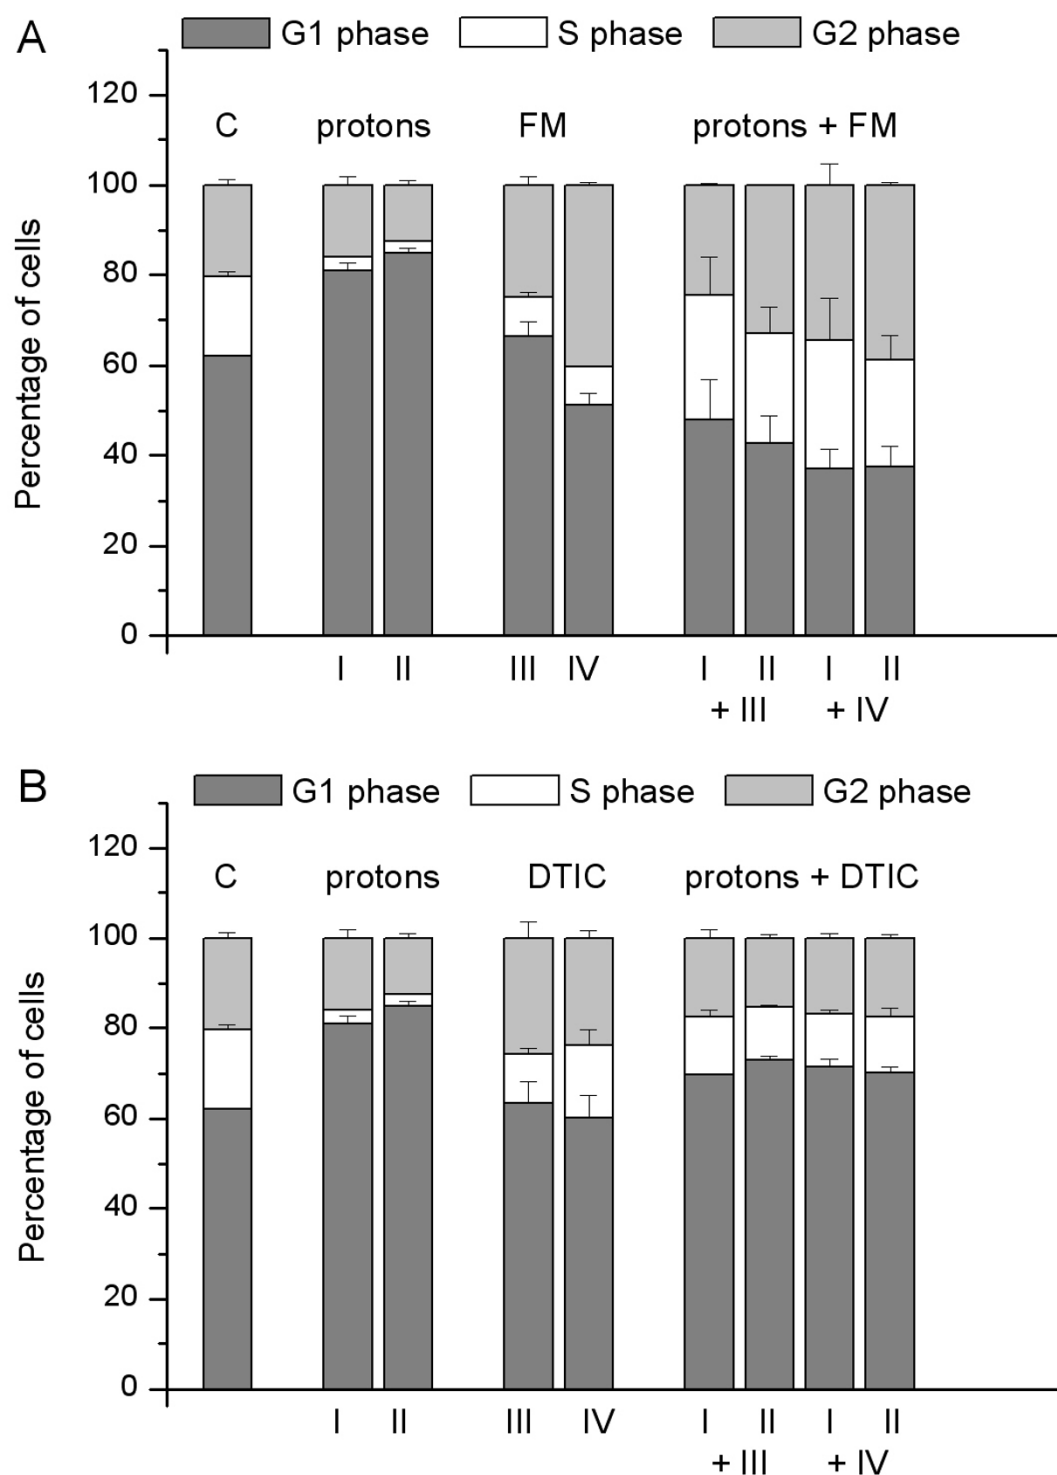 A
G1 phase S phase G2 phase
120
C protons FM protons + FM
100
80
60
40
20
0
Percentage of cells
I II III IV I II I II
+ III + IV
B
G1 phase S phase G2 phase
120
C protons DTIC protons + DTIC
100
80
60
40
20
0
Percentage of cells
I II III IV I II I II
+ III + IV